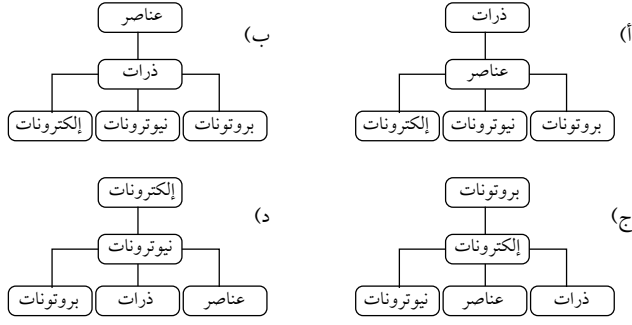 أ)
ذرات
عناصر
بروتونات نيوترونات إلكترونات
ب)
عناصر
ذرات
بروتونات نيوترونات إلكترونات
ج)
بروتونات
إلكترونات
ذرات عناصر نيوترونات
د)
إلكترونات
نيوترونات
عناصر ذرات بروتونات